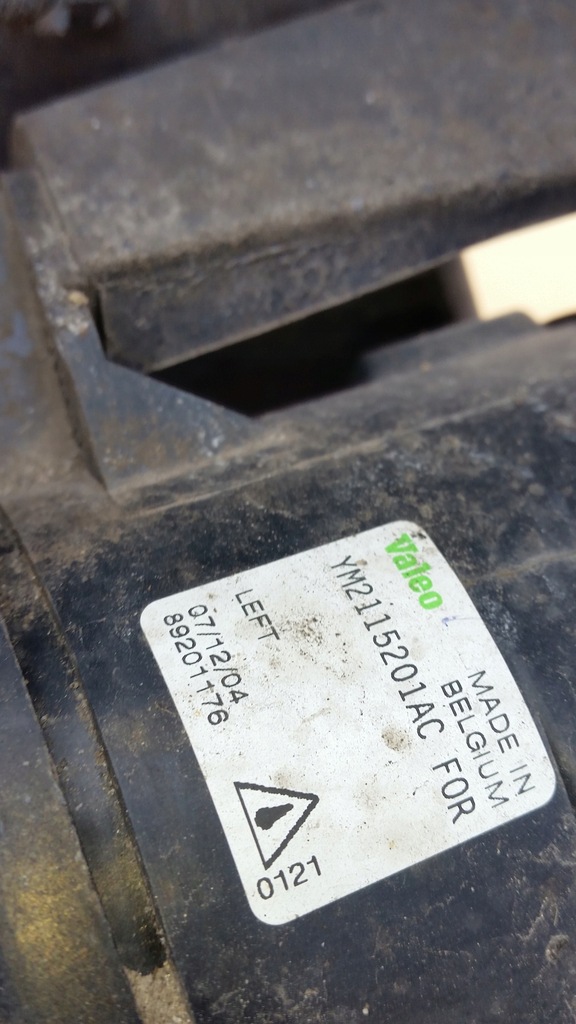 Valeo
YM2115201AC FOR
MADE IN
BELGIUM
LEFT
07/12/04
89201176
0121